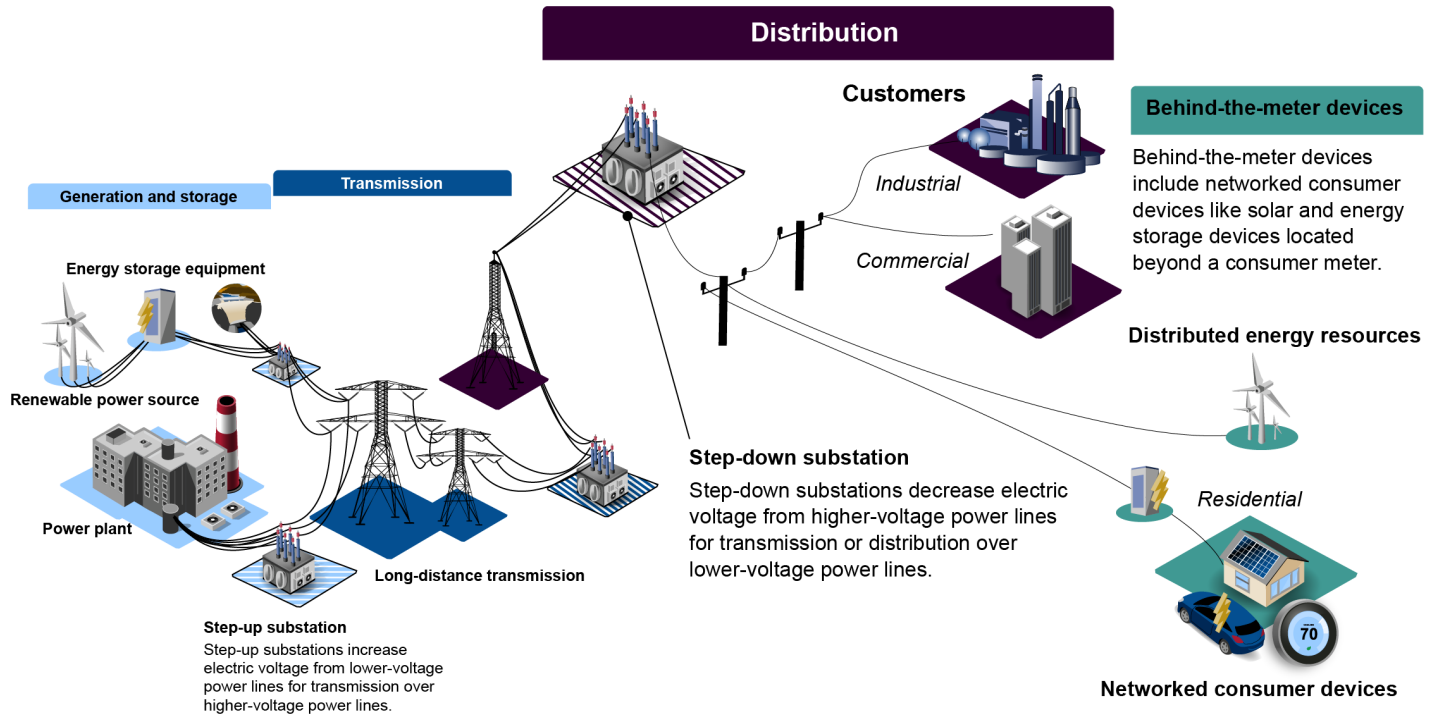 Distribution
Customers
Behind-the-meter devices
Behind-the-meter devices
include networked consumer
devices like solar and energy
storage devices located
beyond a consumer meter.
Industrial
Commercial
Generation and storage
Transmission
Energy storage equipment
Renewable power source
Power plant
Long-distance transmission
Step-up substation
Step-up substations increase
electric voltage from lower-voltage
power lines for transmission over
higher-voltage power lines.
Step-down substation
Step-down substations decrease electric
voltage from higher-voltage power lines
for transmission or distribution over
lower-voltage power lines.
Distributed energy resources
Residential
70
Networked consumer devices